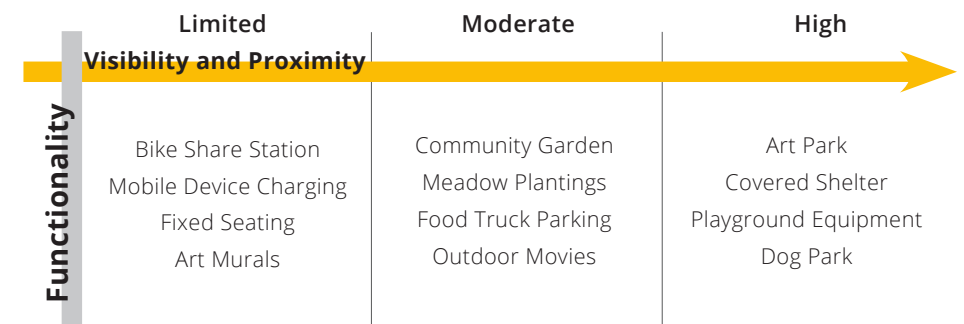 Limited
Moderate
High
Visibility and Proximity
Functionality
Bike Share Station
Mobile Device Charging
Fixed Seating
Art Murals
Community Garden
Meadow Plantings
Food Truck Parking
Outdoor Movies
Art Park
Covered Shelter
Playground Equipment
Dog Park